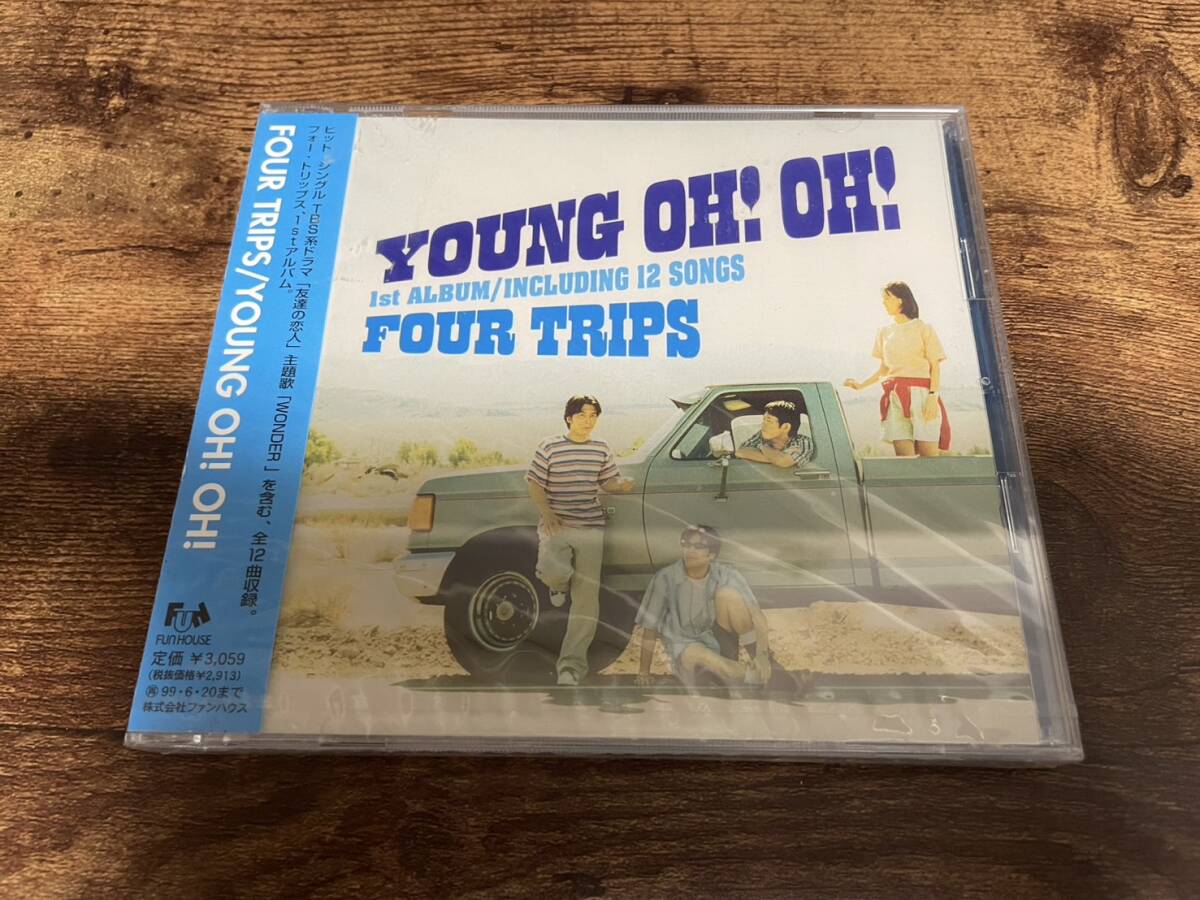 YOUNG OH! OH!
1st ALBUM/INCLUDING 12 SONGS
FOUR TRIPS
ヒット・シングル TBS系ドラマ「友達の恋人」主題歌「WONDER」を含む、全12曲収録。
フォー・トリップス、1stアルバム。
FOUR TRIPS/YOUNG OH! OH!
FUN
FUN HOUSE
定価 ¥3,059
(税抜価格¥2,913)
再 99・6・20まで
株式会社ファンハウス